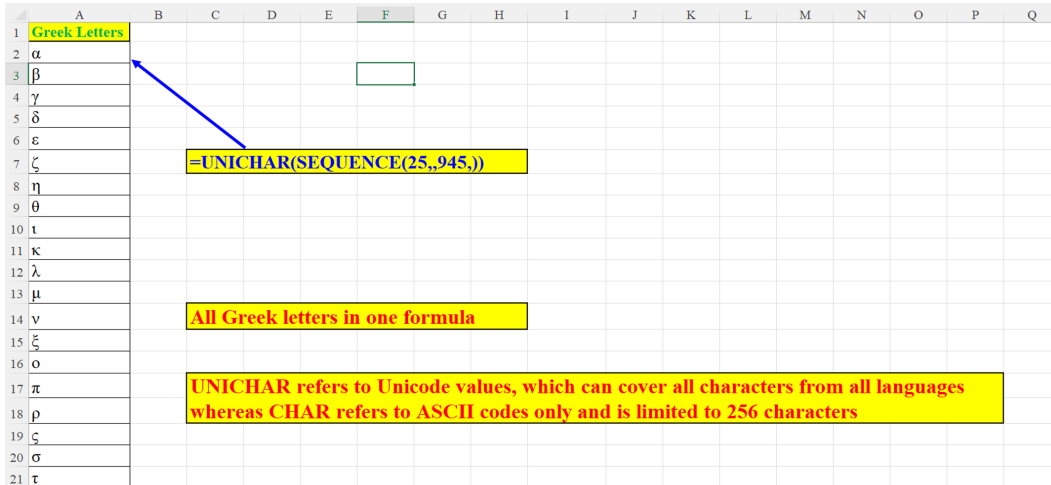 A B C D E F G H I J K L M N O P Q
1 Greek Letters
2 α
3 β
4 γ
5 δ
6 ε
7 ζ =UNICHAR(SEQUENCE(25,,945,))
8 η
9 θ
10 ι
11 κ
12 λ
13 μ
14 ν All Greek letters in one formula
15 ξ
16 ο
17 π UNICHAR refers to Unicode values, which can cover all characters from all languages
18 ρ whereas CHAR refers to ASCII codes only and is limited to 256 characters
19 ς
20 σ
21 τ